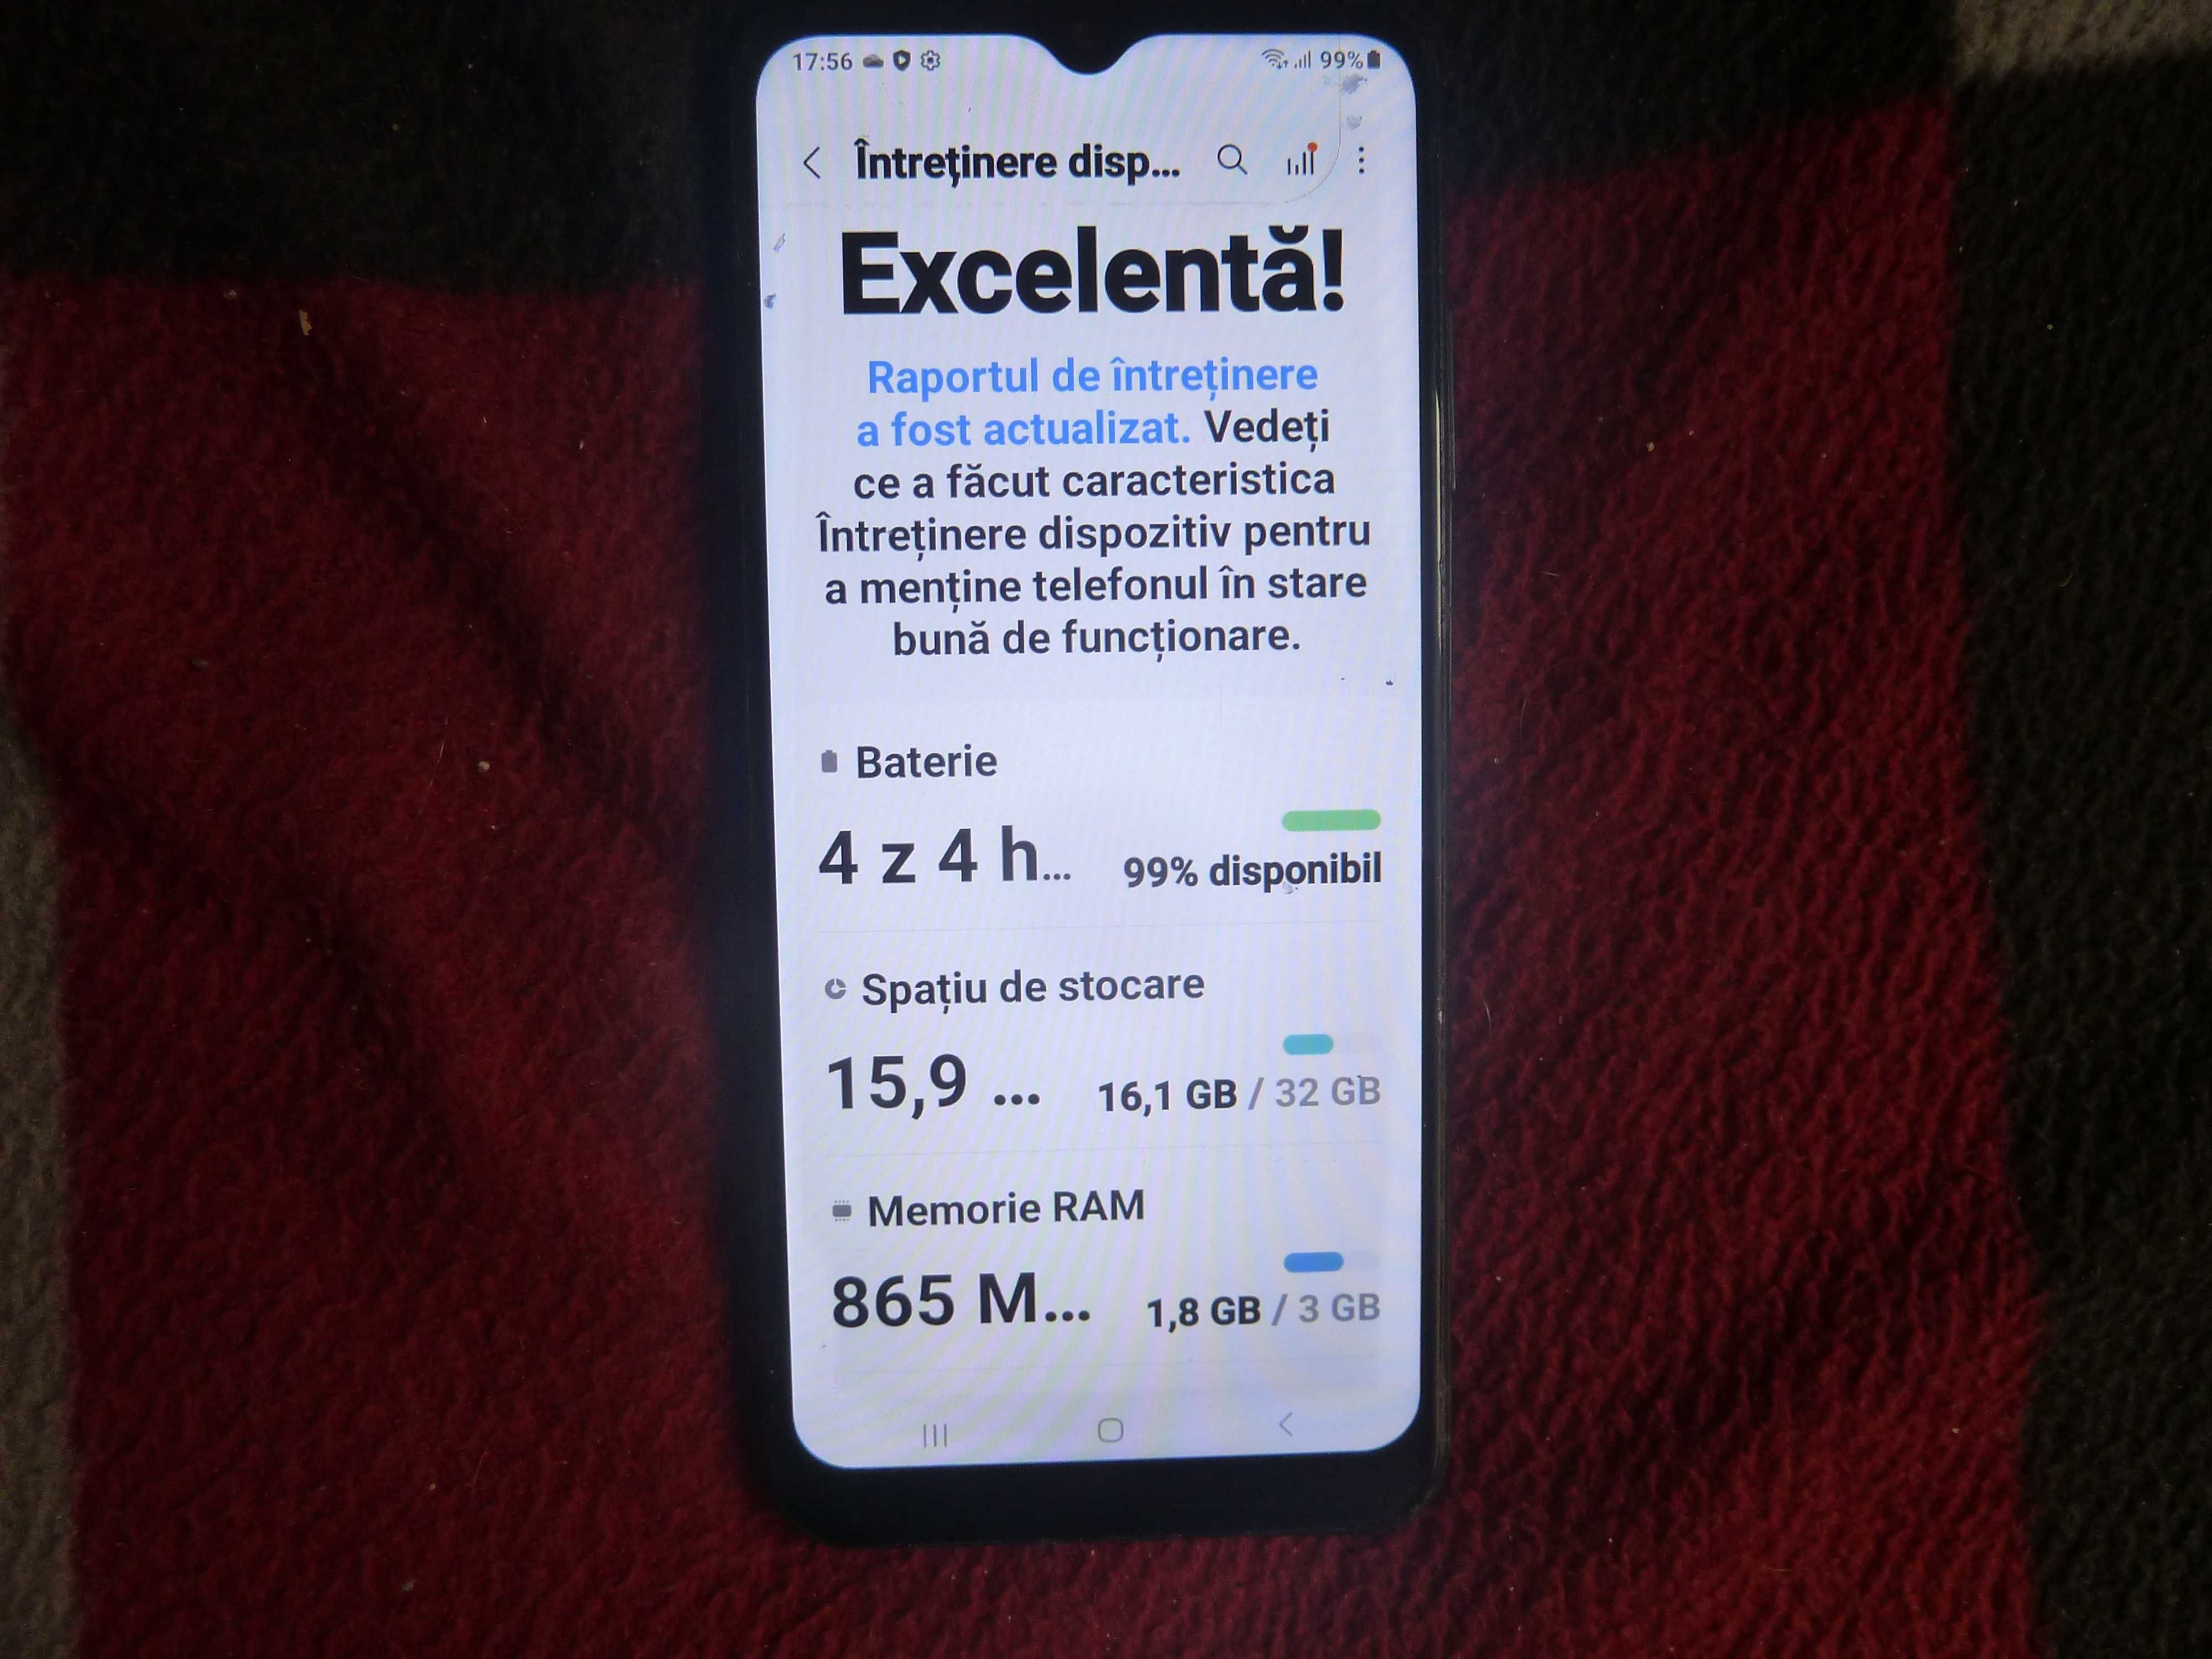 17:56 99%
Întreținere disp...
Excelentă!
Raportul de întreținere
a fost actualizat. Vedeți
ce a făcut caracteristica
Întreținere dispozitiv pentru
a menține telefonul în stare
bună de funcționare.
Baterie
4 z 4 h... 99% disponibil
Spațiu de stocare
15,9 ... 16,1 GB / 32 GB
Memorie RAM
865 M... 1,8 GB / 3 GB